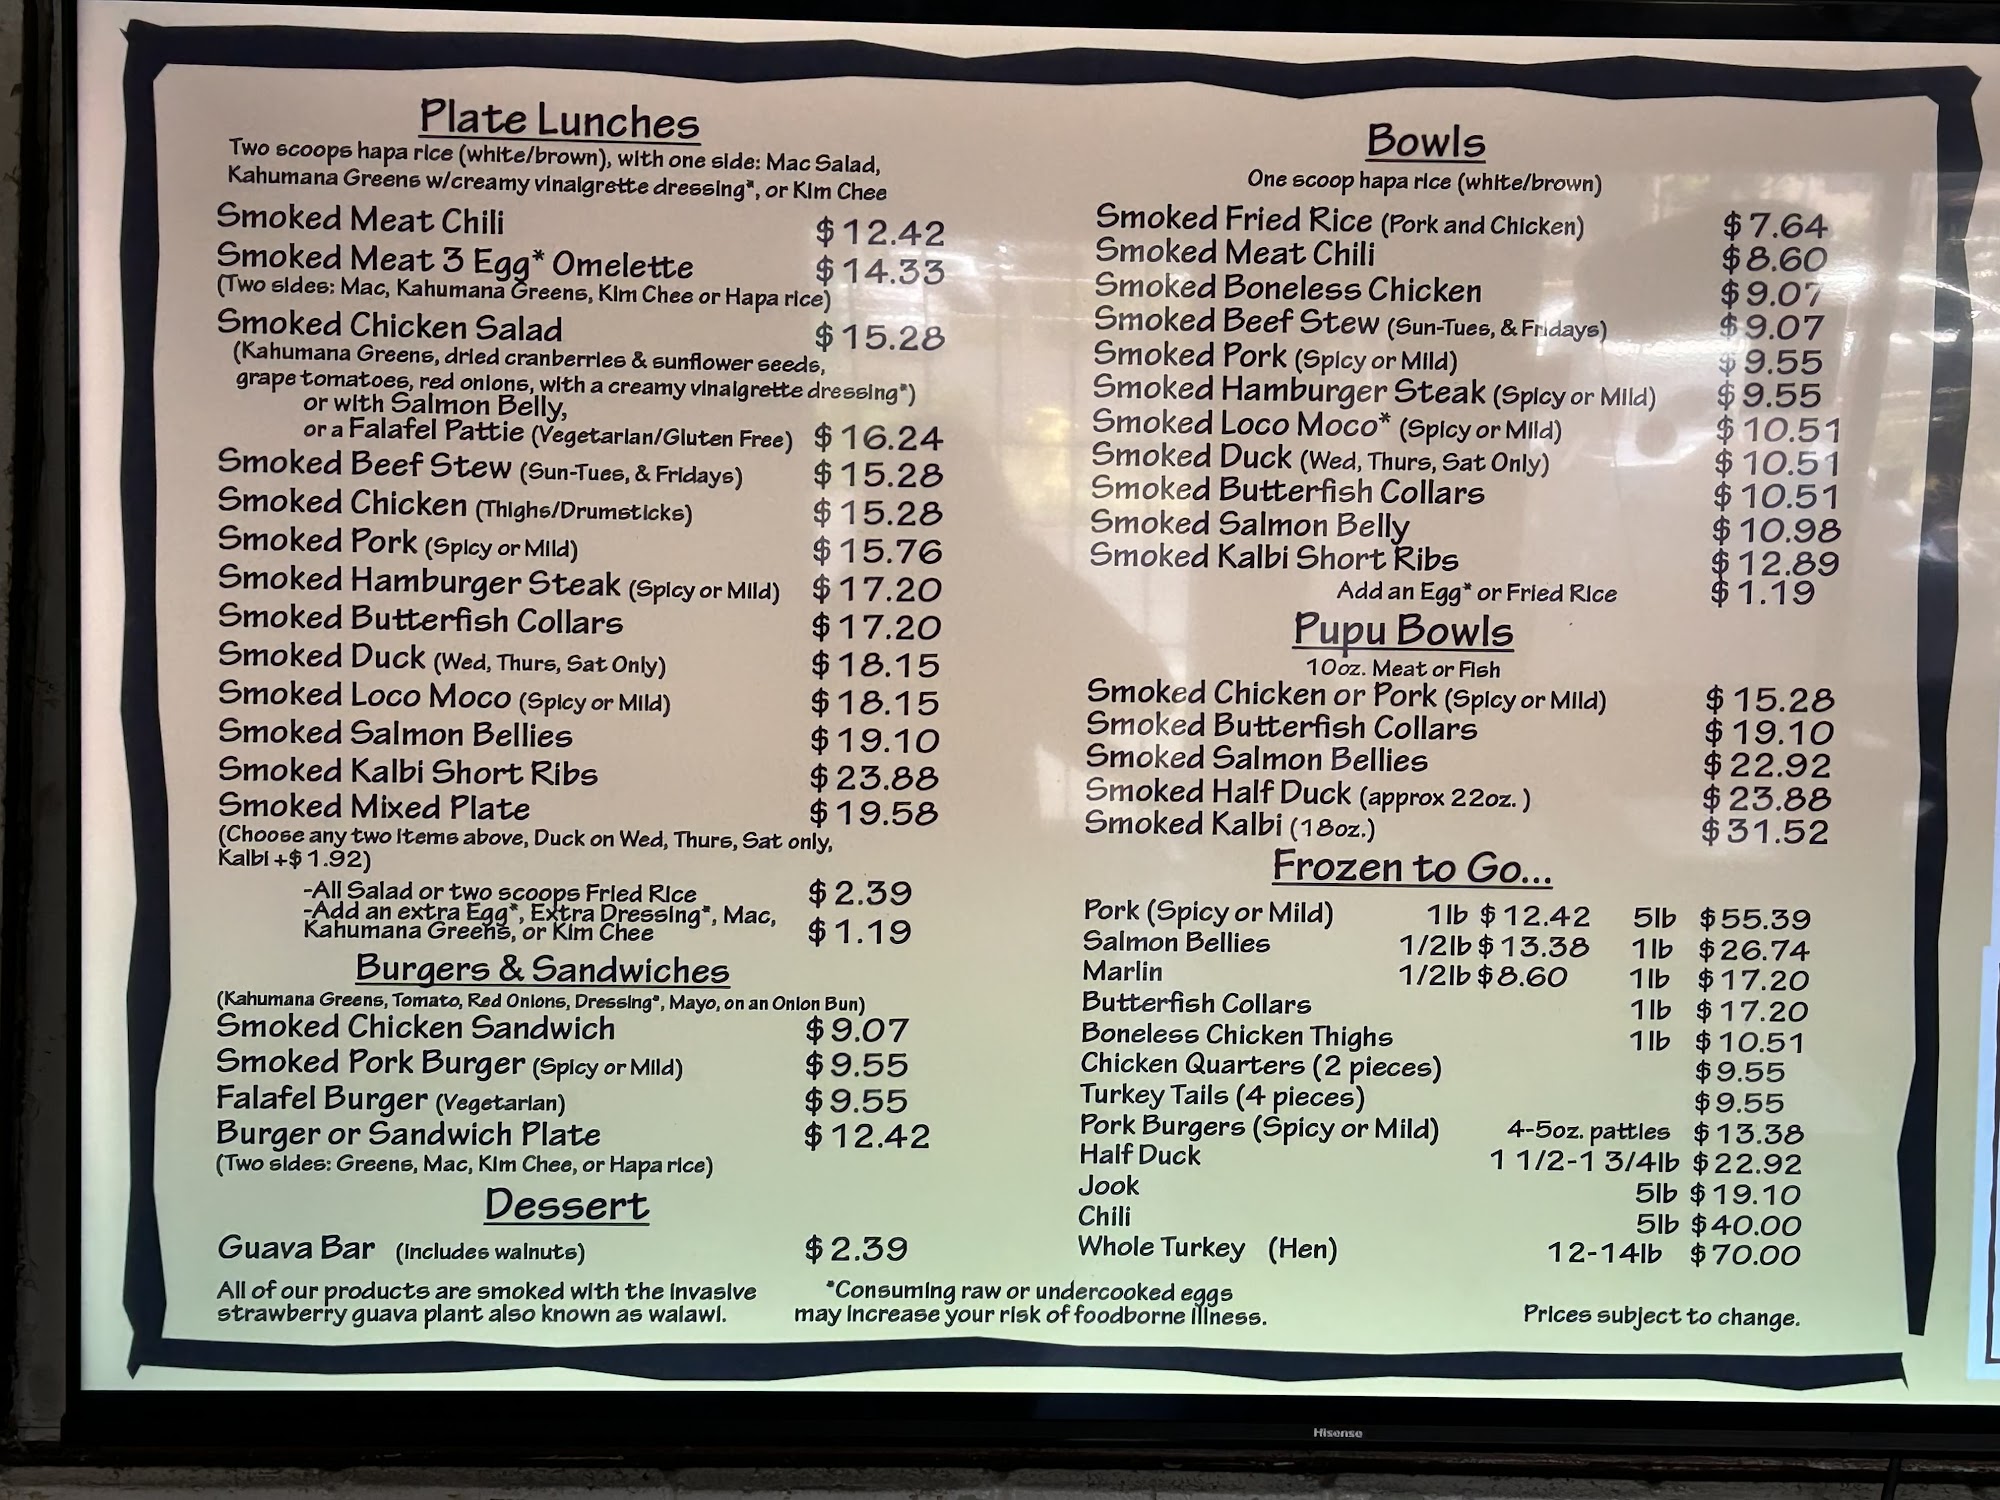 Plate Lunches
Two scoops hapa rice (white/brown), with one side: Mac Salad,
Kahumana Greens w/creamy vinaigrette dressing*, or Kim Chee
Smoked Meat Chili $12.42
Smoked Meat 3 Egg* Omelette $14.33
(Two sides: Mac, Kahumana Greens, Kim Chee or Hapa rice)
Smoked Chicken Salad $15.28
(Kahumana Greens, dried cranberries & sunflower seeds,
grape tomatoes, red onions, with a creamy vinaigrette dressing*)
or with Salmon Belly,
or a Falafel Pattie (Vegetarian/Gluten Free) $16.24
Smoked Beef Stew (Sun-Tues, & Fridays) $15.28
Smoked Chicken (Thighs/Drumsticks) $15.28
Smoked Pork (Spicy or Mild) $15.76
Smoked Hamburger Steak (Spicy or Mild) $17.20
Smoked Butterfish Collars $17.20
Smoked Duck (Wed, Thurs, Sat Only) $18.15
Smoked Loco Moco (Spicy or Mild) $18.15
Smoked Salmon Bellies $19.10
Smoked Kalbi Short Ribs $23.88
Smoked Mixed Plate $19.58
(Choose any two items above, Duck on Wed, Thurs, Sat only,
Kalbi +$1.92)
-All Salad or two scoops Fried Rice $2.39
-Add an extra Egg*, Extra Dressing*, Mac,
Kahumana Greens, or Kim Chee $1.19
Burgers & Sandwiches
(Kahumana Greens, Tomato, Red Onions, Dressing*, Mayo, on an Onion Bun)
Smoked Chicken Sandwich $9.07
Smoked Pork Burger (Spicy or Mild) $9.55
Falafel Burger (Vegetarian) $9.55
Burger or Sandwich Plate $12.42
(Two sides: Greens, Mac, Kim Chee, or Hapa rice)
Dessert
Guava Bar (includes walnuts) $2.39
All of our products are smoked with the invasive
strawberry guava plant also known as waiawi.
Bowls
One scoop hapa rice (white/brown)
Smoked Fried Rice (Pork and Chicken) $7.64
Smoked Meat Chili $8.60
Smoked Boneless Chicken $9.07
Smoked Beef Stew (Sun-Tues, & Fridays) $9.07
Smoked Pork (Spicy or Mild) $9.55
Smoked Hamburger Steak (Spicy or Mild) $9.55
Smoked Loco Moco* (Spicy or Mild) $10.51
Smoked Duck (Wed, Thurs, Sat Only) $10.51
Smoked Butterfish Collars $10.51
Smoked Salmon Belly $10.98
Smoked Kalbi Short Ribs $12.89
Add an Egg* or Fried Rice $1.19
Pupu Bowls
10oz. Meat or Fish
Smoked Chicken or Pork (Spicy or Mild) $15.28
Smoked Butterfish Collars $19.10
Smoked Salmon Bellies $22.92
Smoked Half Duck (approx 22oz.) $23.88
Smoked Kalbi (18oz.) $31.52
Frozen to Go...
Pork (Spicy or Mild) 1lb $12.42 5lb $55.39
Salmon Bellies 1/2lb $13.38 1lb $26.74
Marlin 1/2lb $8.60 1lb $17.20
Butterfish Collars 1lb $17.20
Boneless Chicken Thighs 1lb $10.51
Chicken Quarters (2 pieces) $9.55
Turkey Tails (4 pieces) $9.55
Pork Burgers (Spicy or Mild) 4-5oz. patties $13.38
Half Duck 1 1/2-1 3/4lb $22.92
Jook 5lb $19.10
Chili 5lb $40.00
Whole Turkey (Hen) 12-14lb $70.00
*Consuming raw or undercooked eggs
may increase your risk of foodborne illness.
Prices subject to change.
Hisense